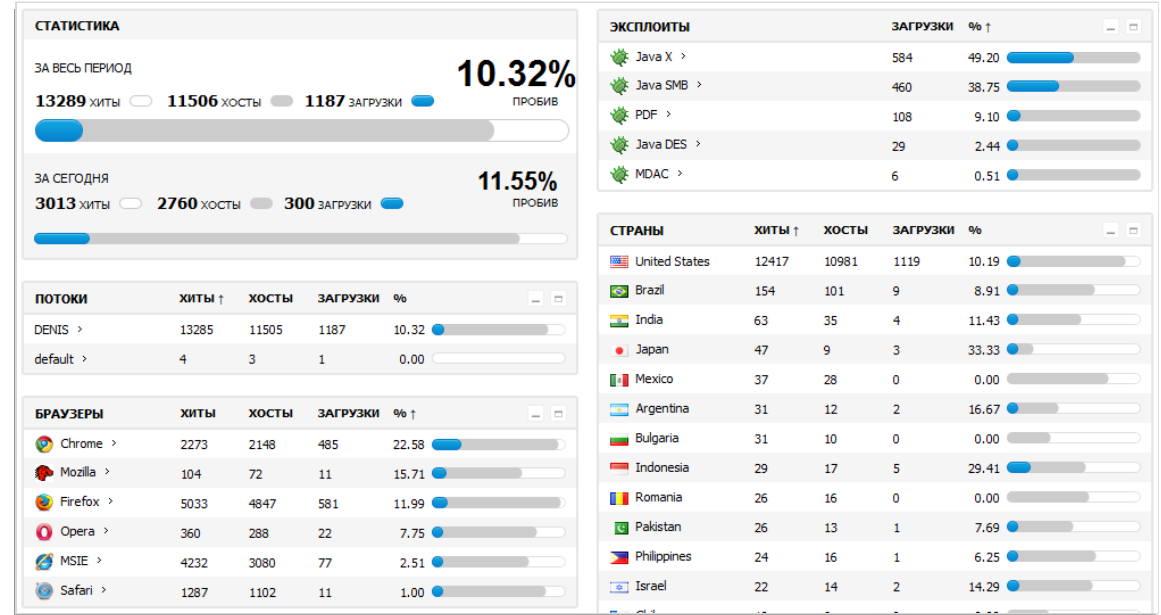 СТАТИСТИКА
ЗА ВЕСЬ ПЕРИОД
10.32%
13289 ХИТЫ 11506 ХОСТЫ 1187 ЗАГРУЗКИ ПРОБИВ
ЗА СЕГОДНЯ
11.55%
3013 ХИТЫ 2760 ХОСТЫ 300 ЗАГРУЗКИ ПРОБИВ
ПОТОКИ ХИТЫ ↑ ХОСТЫ ЗАГРУЗКИ %
DENIS > 13285 11505 1187 10.32
default > 4 3 1 0.00
БРАУЗЕРЫ ХИТЫ ХОСТЫ ЗАГРУЗКИ % ↑
Chrome > 2273 2148 485 22.58
Mozilla > 104 72 11 15.71
Firefox > 5033 4847 581 11.99
Opera > 360 288 22 7.75
MSIE > 4232 3080 77 2.51
Safari > 1287 1102 11 1.00
ЭКСПЛОИТЫ ЗАГРУЗКИ % ↑
Java X > 584 49.20
Java SMB > 460 38.75
PDF > 108 9.10
Java DES > 29 2.44
MDAC > 6 0.51
СТРАНЫ ХИТЫ ↑ ХОСТЫ ЗАГРУЗКИ %
United States 12417 10981 1119 10.19
Brazil 154 101 9 8.91
India 63 35 4 11.43
Japan 47 9 3 33.33
Mexico 37 28 0 0.00
Argentina 31 12 2 16.67
Bulgaria 31 10 0 0.00
Indonesia 29 17 5 29.41
Romania 26 16 0 0.00
Pakistan 26 13 1 7.69
Philippines 24 16 1 6.25
Israel 22 14 2 14.29